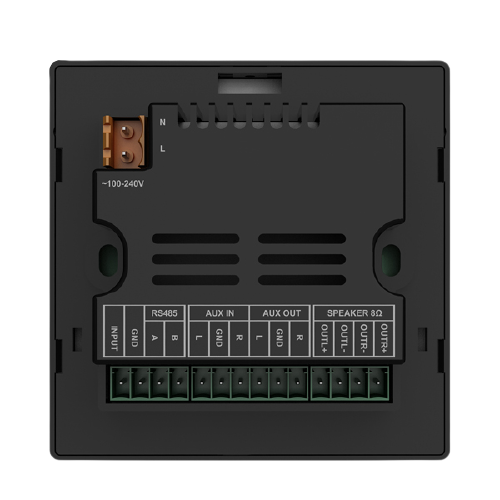 N
L
~100-240V
RS485 AUX IN AUX OUT SPEAKER 8Ω
INPUT GND A B L GND R L GND R OUTL+ OUTL- OUTR- OUTR+